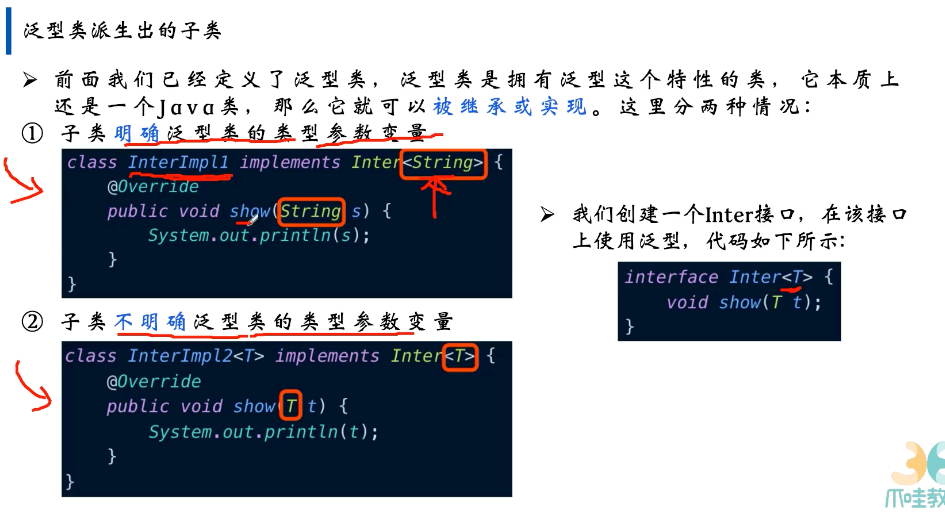 泛型类派生出的子类
➤ 前面我们已经定义了泛型类，泛型类是拥有泛型这个特性的类，它本质上
还是一个Java类，那么它就可以被继承或实现。这里分两种情况：
① 子类明确泛型类的类型参数变量
class InterImpl1 implements Inter<String> {
@Override
public void show(String s) {
System.out.println(s);
}
}
② 子类不明确泛型类的类型参数变量
class InterImpl2<T> implements Inter<T> {
@Override
public void show(T t) {
System.out.println(t);
}
}
➤ 我们创建一个Inter接口，在该接口
上使用泛型，代码如下所示：
interface Inter<T> {
void show(T t);
}
爪哇教